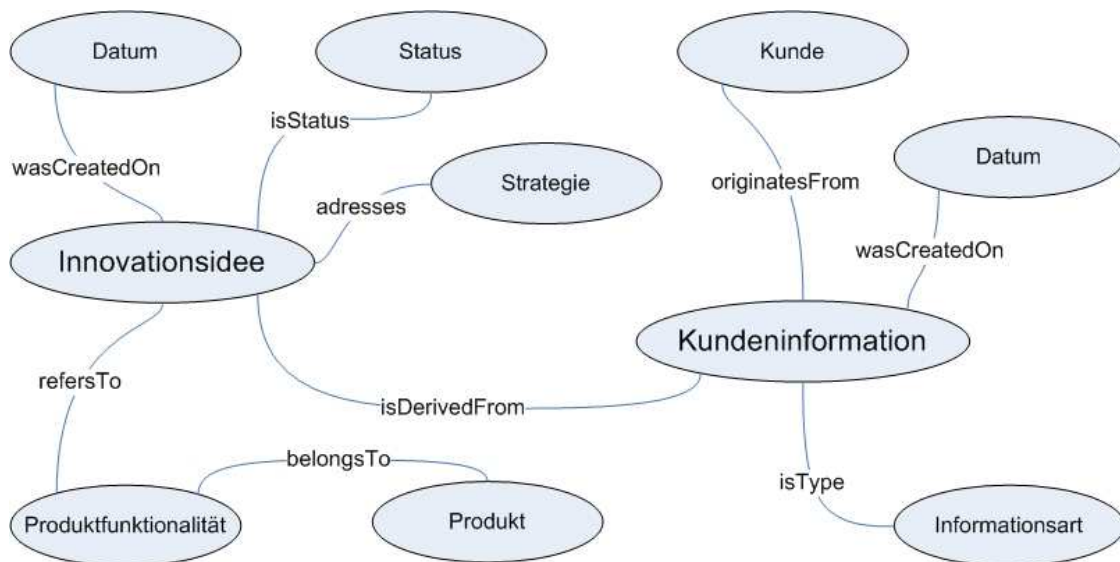 Datum
Status
Kunde
isStatus
Datum
wasCreatedOn
Strategie
originatesFrom
adresses
wasCreatedOn
Innovationsidee
Kundeninformation
refersTo
isDerivedFrom
belongsTo
isType
Produktfunktionalität
Produkt
Informationsart